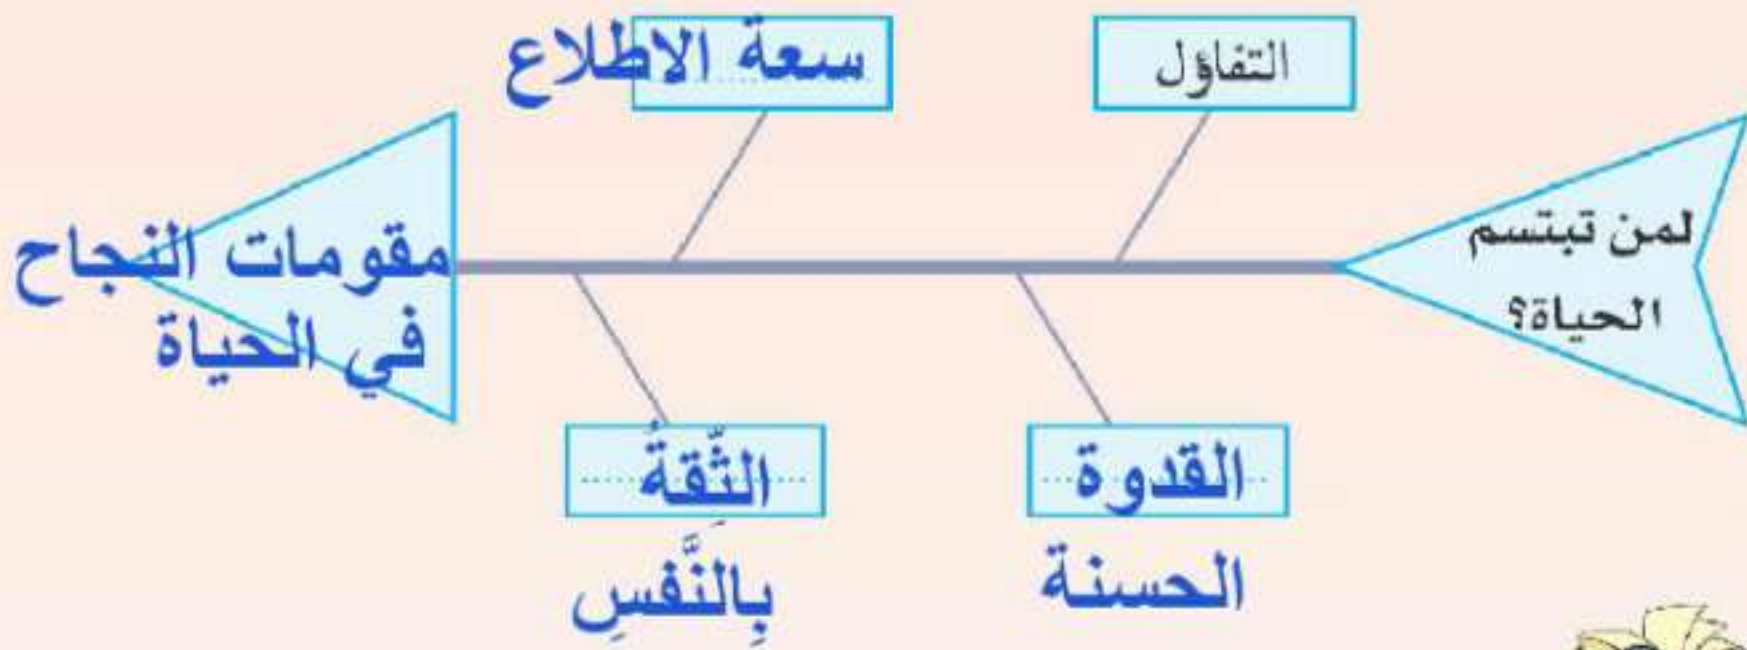 التفاؤل
سعة الاطلاع
لمن تبتسم
الحياة؟
مقومات النجاح
في الحياة
القدوة
الحسنة
الثِّقةُ
بِالنَّفسِ